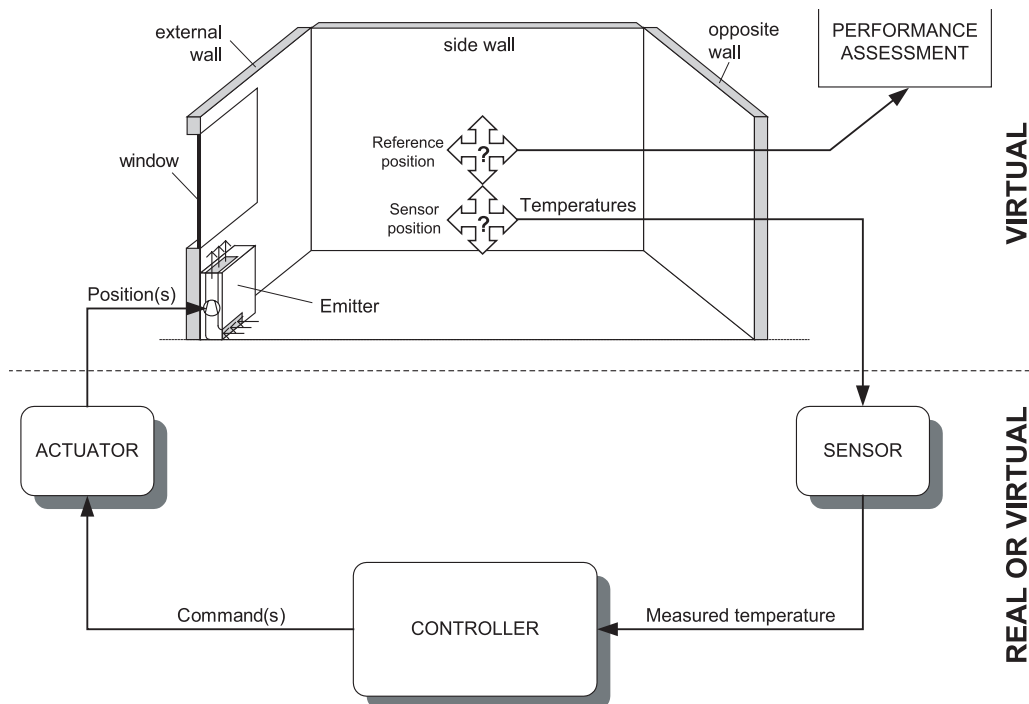 external
wall
side wall
opposite
wall
PERFORMANCE
ASSESSMENT
window
Reference
position
?
Sensor
position
?
Temperatures
VIRTUAL
Position(s)
Emitter
ACTUATOR
SENSOR
REAL OR VIRTUAL
Command(s)
CONTROLLER
Measured temperature